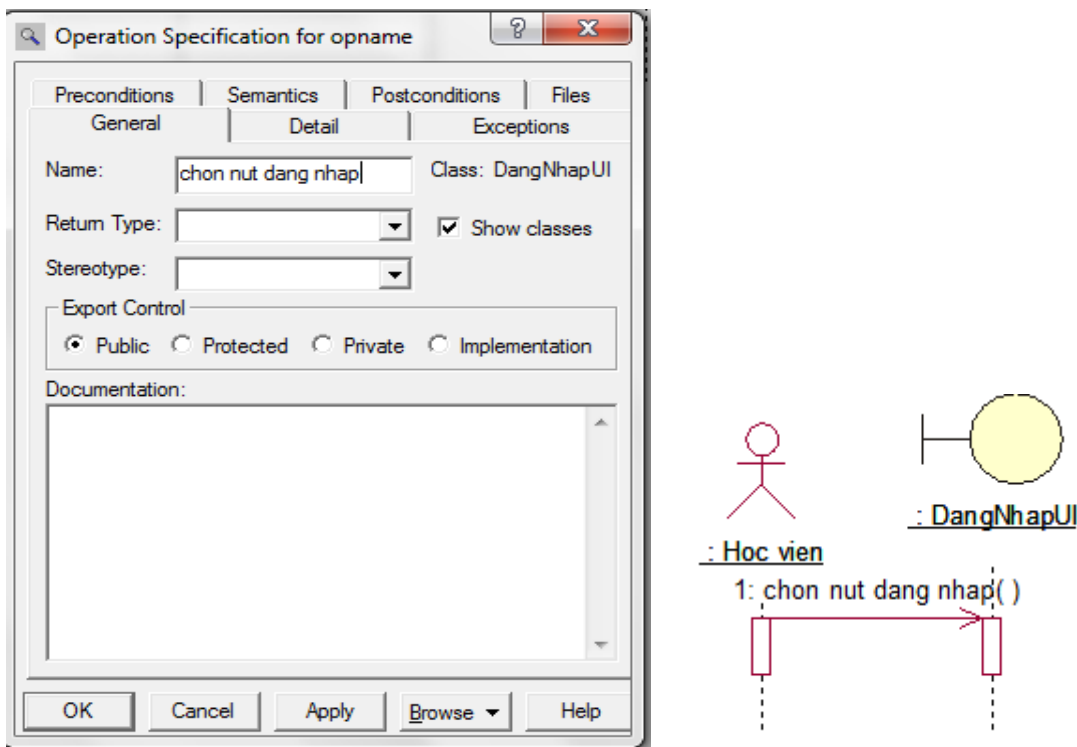 Operation Specification for opname
Preconditions Semantics Postconditions Files
General Detail Exceptions
Name: chon nut dang nhap Class: DangNhapUI
Return Type: Show classes
Stereotype:
Export Control
Public Protected Private Implementation
Documentation:
OK Cancel Apply Browse Help
: Hoc vien
: DangNhapUI
1: chon nut dang nhap( )